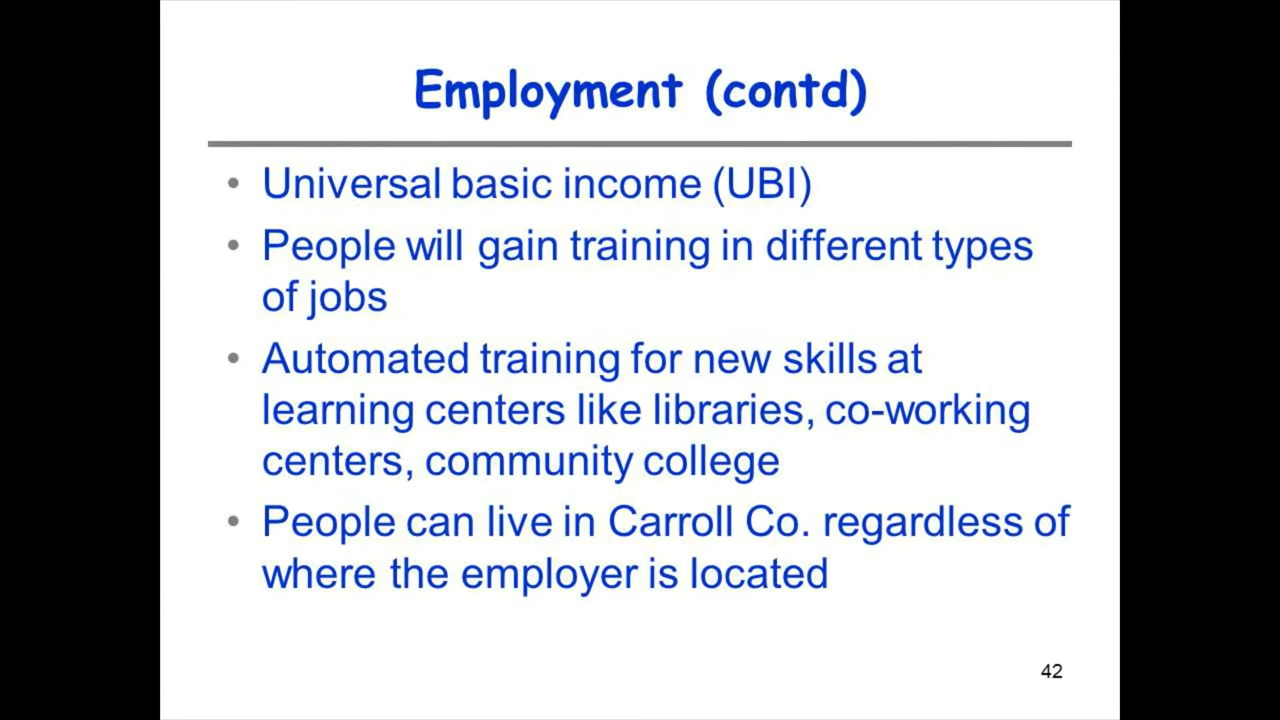 Employment (contd)
• Universal basic income (UBI)
• People will gain training in different types
of jobs
• Automated training for new skills at
learning centers like libraries, co-working
centers, community college
• People can live in Carroll Co. regardless of
where the employer is located
42